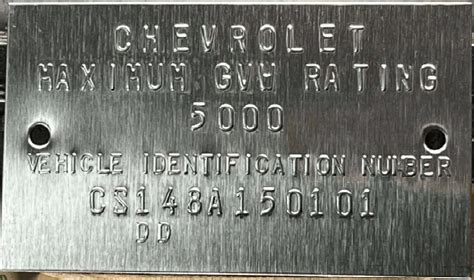 CHEVROLET
MAXIMUM GVW RATING
5000
VEHICLE IDENTIFICATION NUMBER
CS148A150101
DD